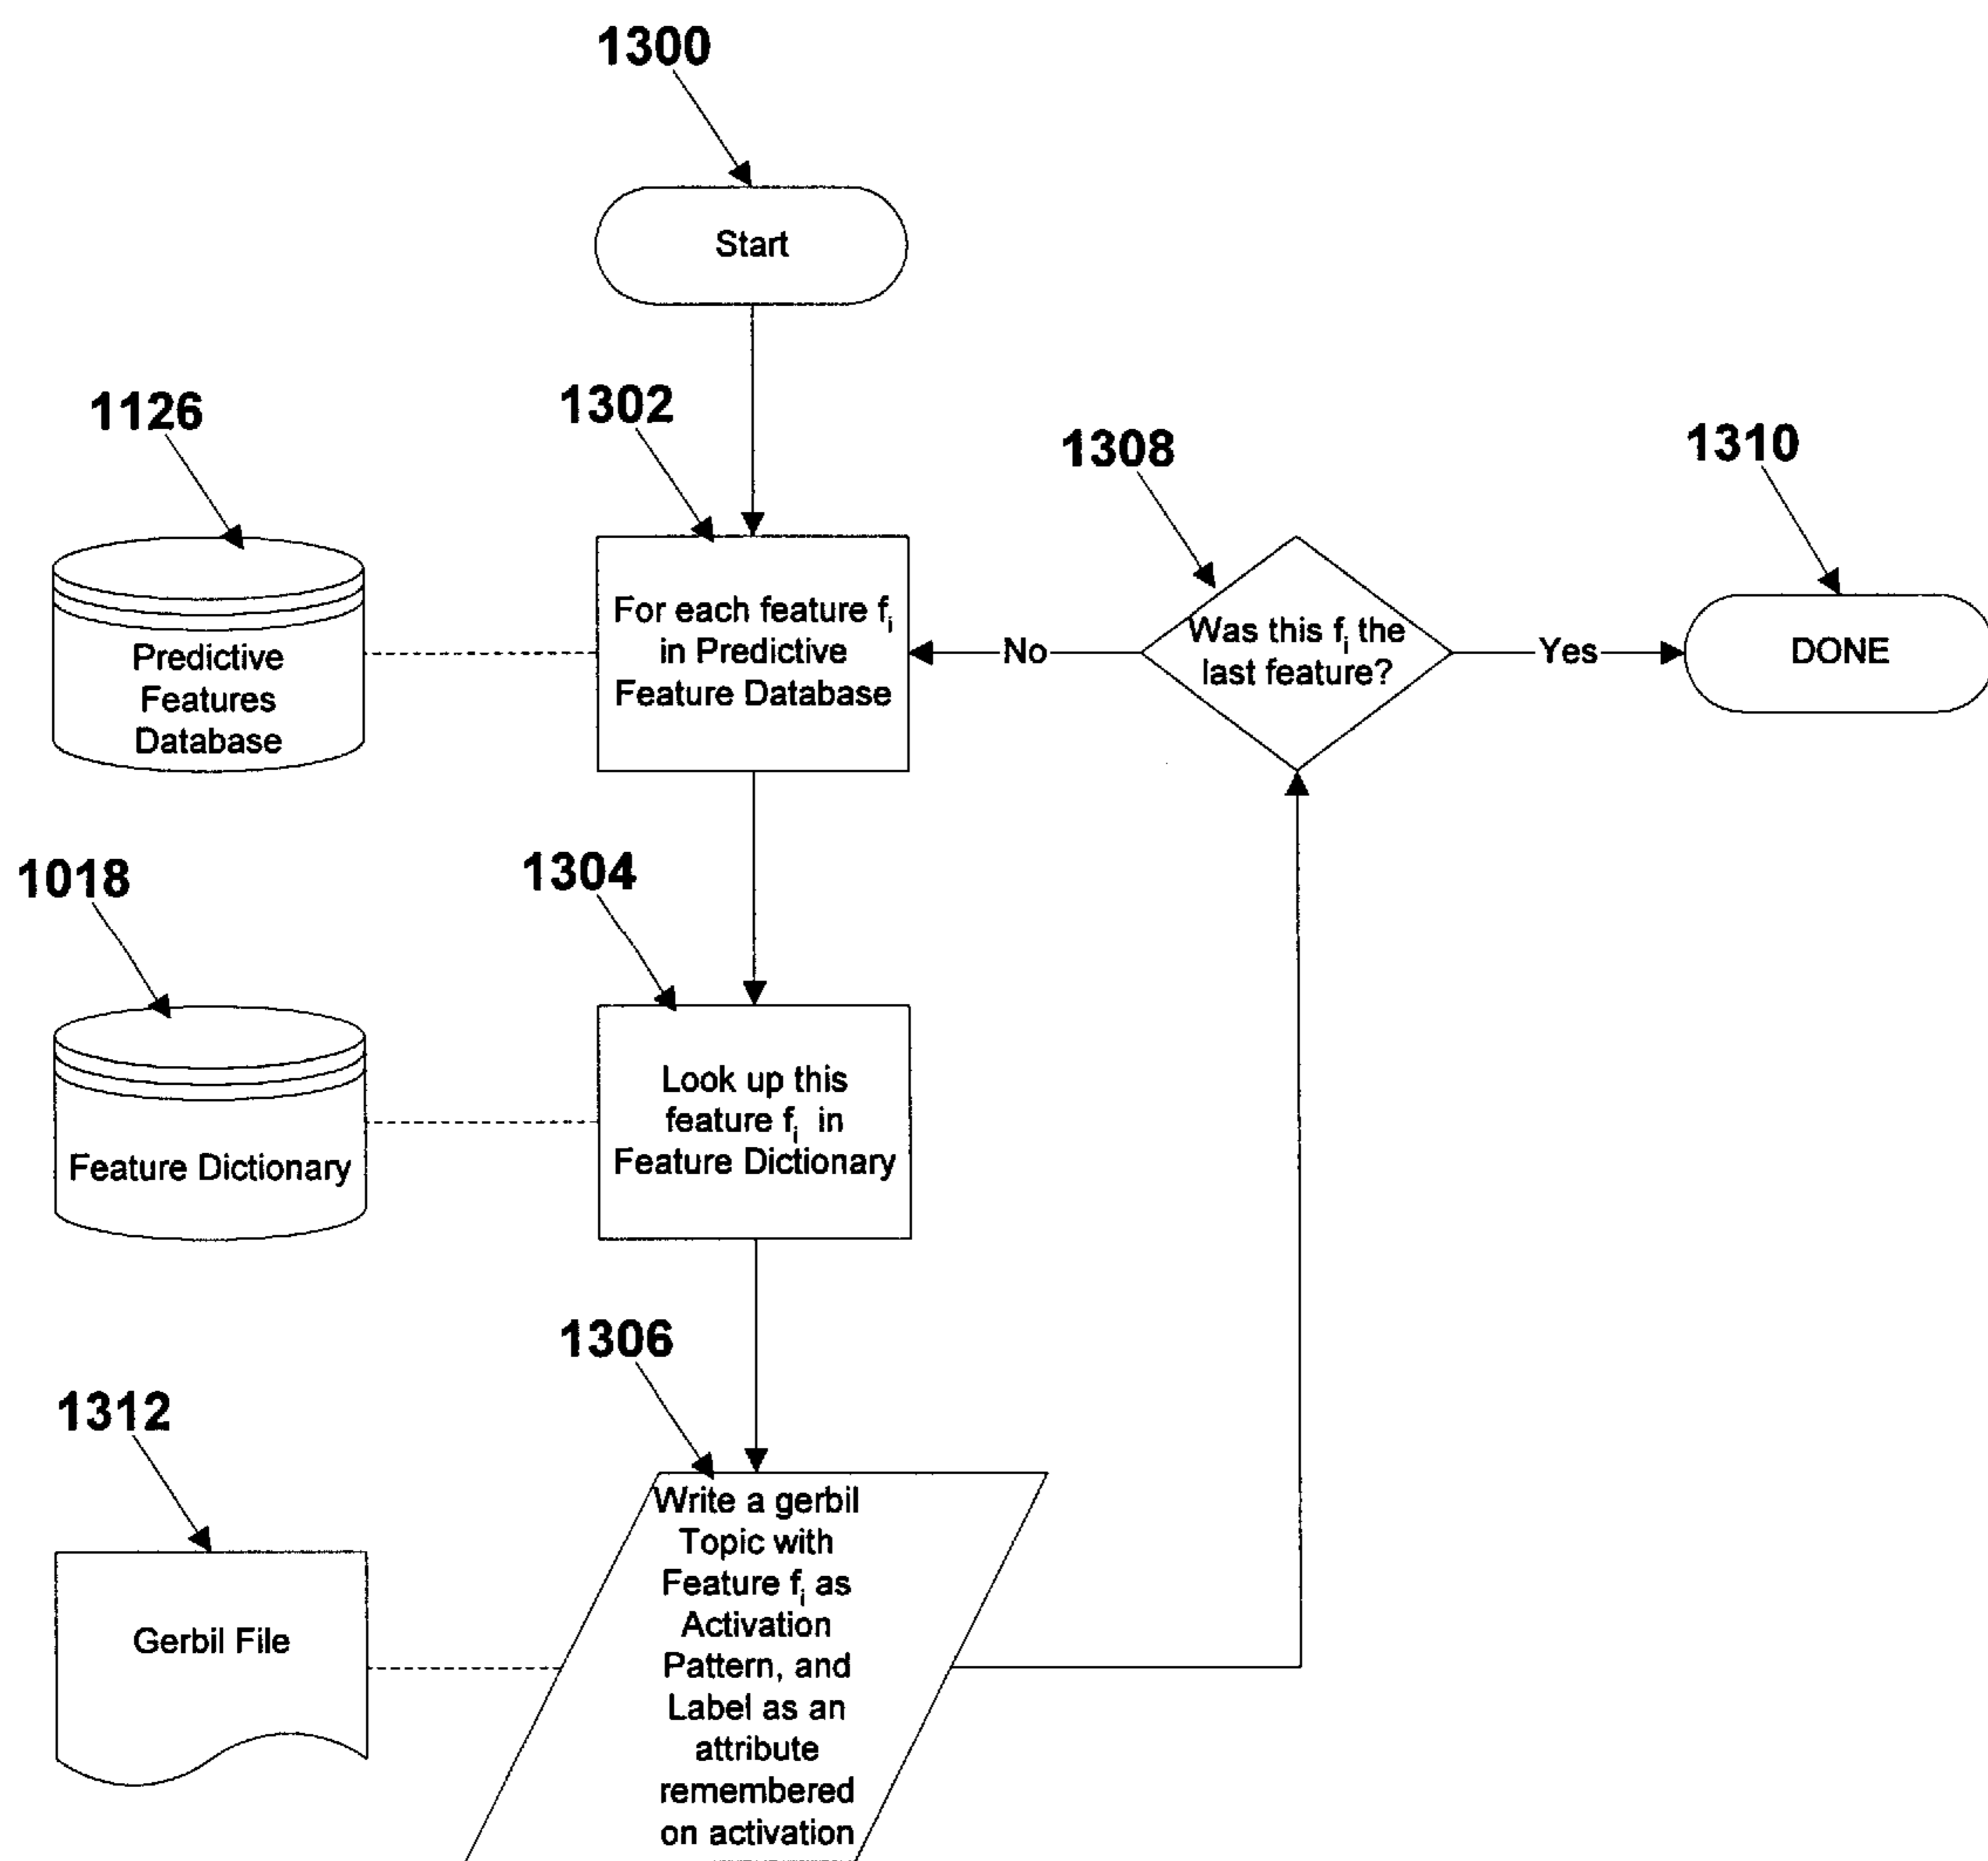 1300
Start
1126
1302
1308
1310
Predictive
Features
Database
For each feature fi
in Predictive
Feature Database
No
Was this fi the
last feature?
Yes
DONE
1018
1304
Feature Dictionary
Look up this
feature fi in
Feature Dictionary
1306
1312
Gerbil File
Write a gerbil
Topic with
Feature fi as
Activation
Pattern, and
Label as an
attribute
remembered
on activation